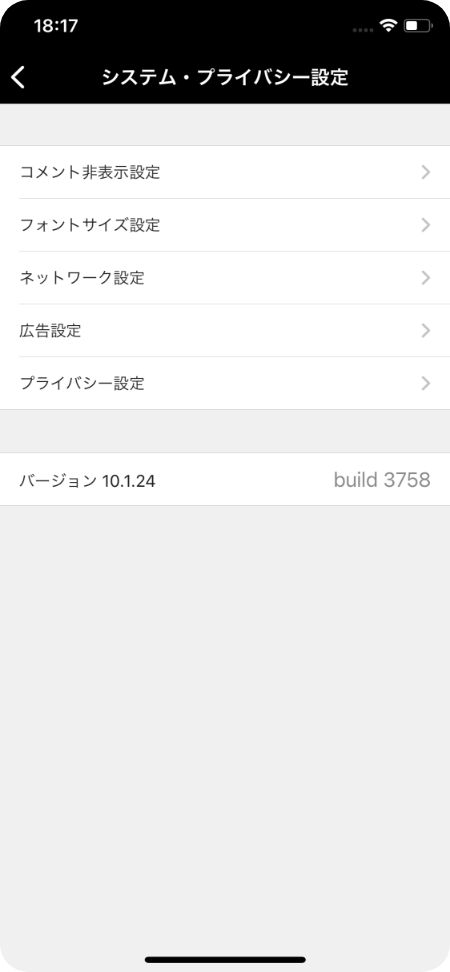 18:17
システム・プライバシー設定
コメント非表示設定
フォントサイズ設定
ネットワーク設定
広告設定
プライバシー設定
バージョン 10.1.24 build 3758